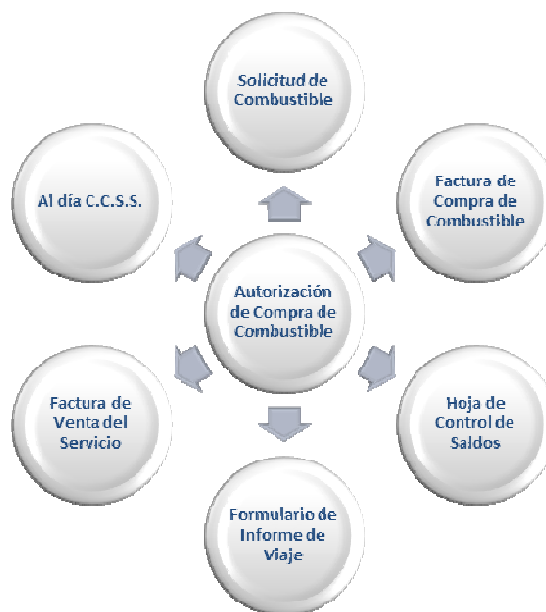 Solicitud de
Combustible
Al día C.C.S.S.
Factura de
Compra de
Combustible
Autorización
de Compra de
Combustible
Factura de
Venta del
Servicio
Hoja de
Control de
Saldos
Formulario de
Informe de
Viaje